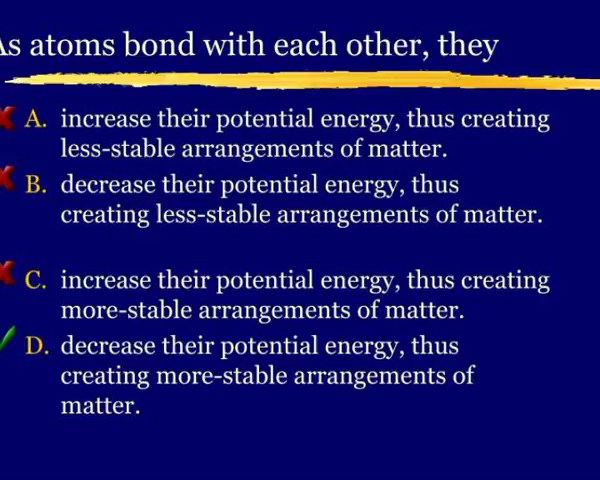 As atoms bond with each other, they
A. increase their potential energy, thus creating
less-stable arrangements of matter.
B. decrease their potential energy, thus
creating less-stable arrangements of matter.
C. increase their potential energy, thus creating
more-stable arrangements of matter.
D. decrease their potential energy, thus
creating more-stable arrangements of
matter.